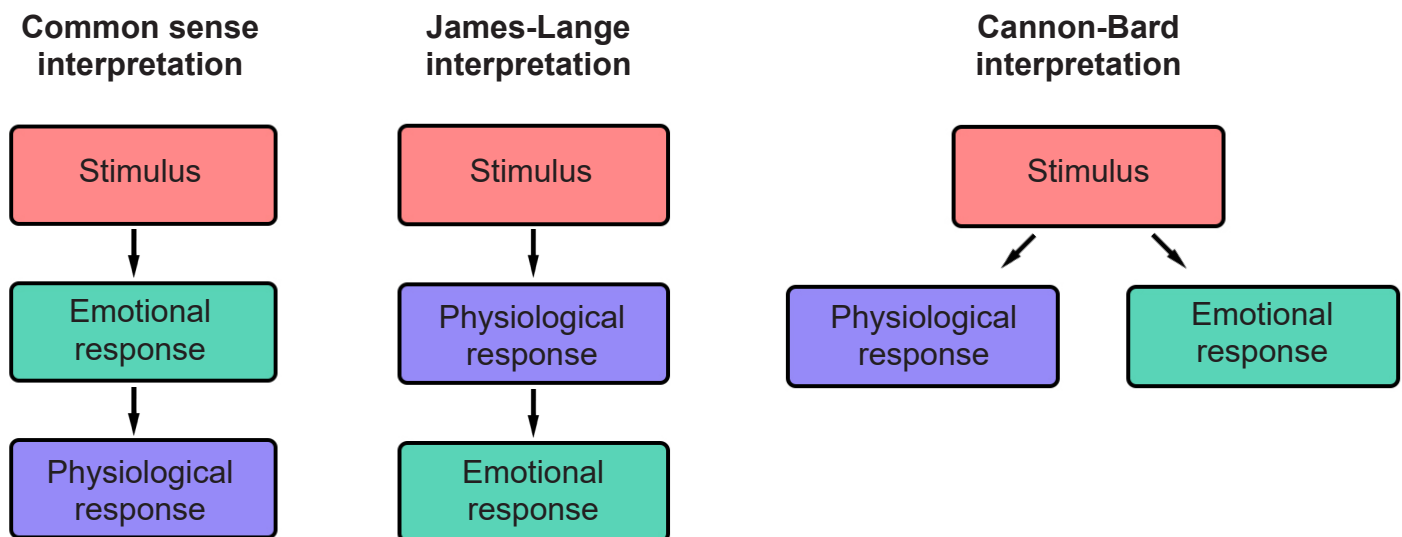 Common sense
interpretation
Stimulus
Emotional
response
Physiological
response
James-Lange
interpretation
Stimulus
Physiological
response
Emotional
response
Cannon-Bard
interpretation
Stimulus
Physiological
response
Emotional
response